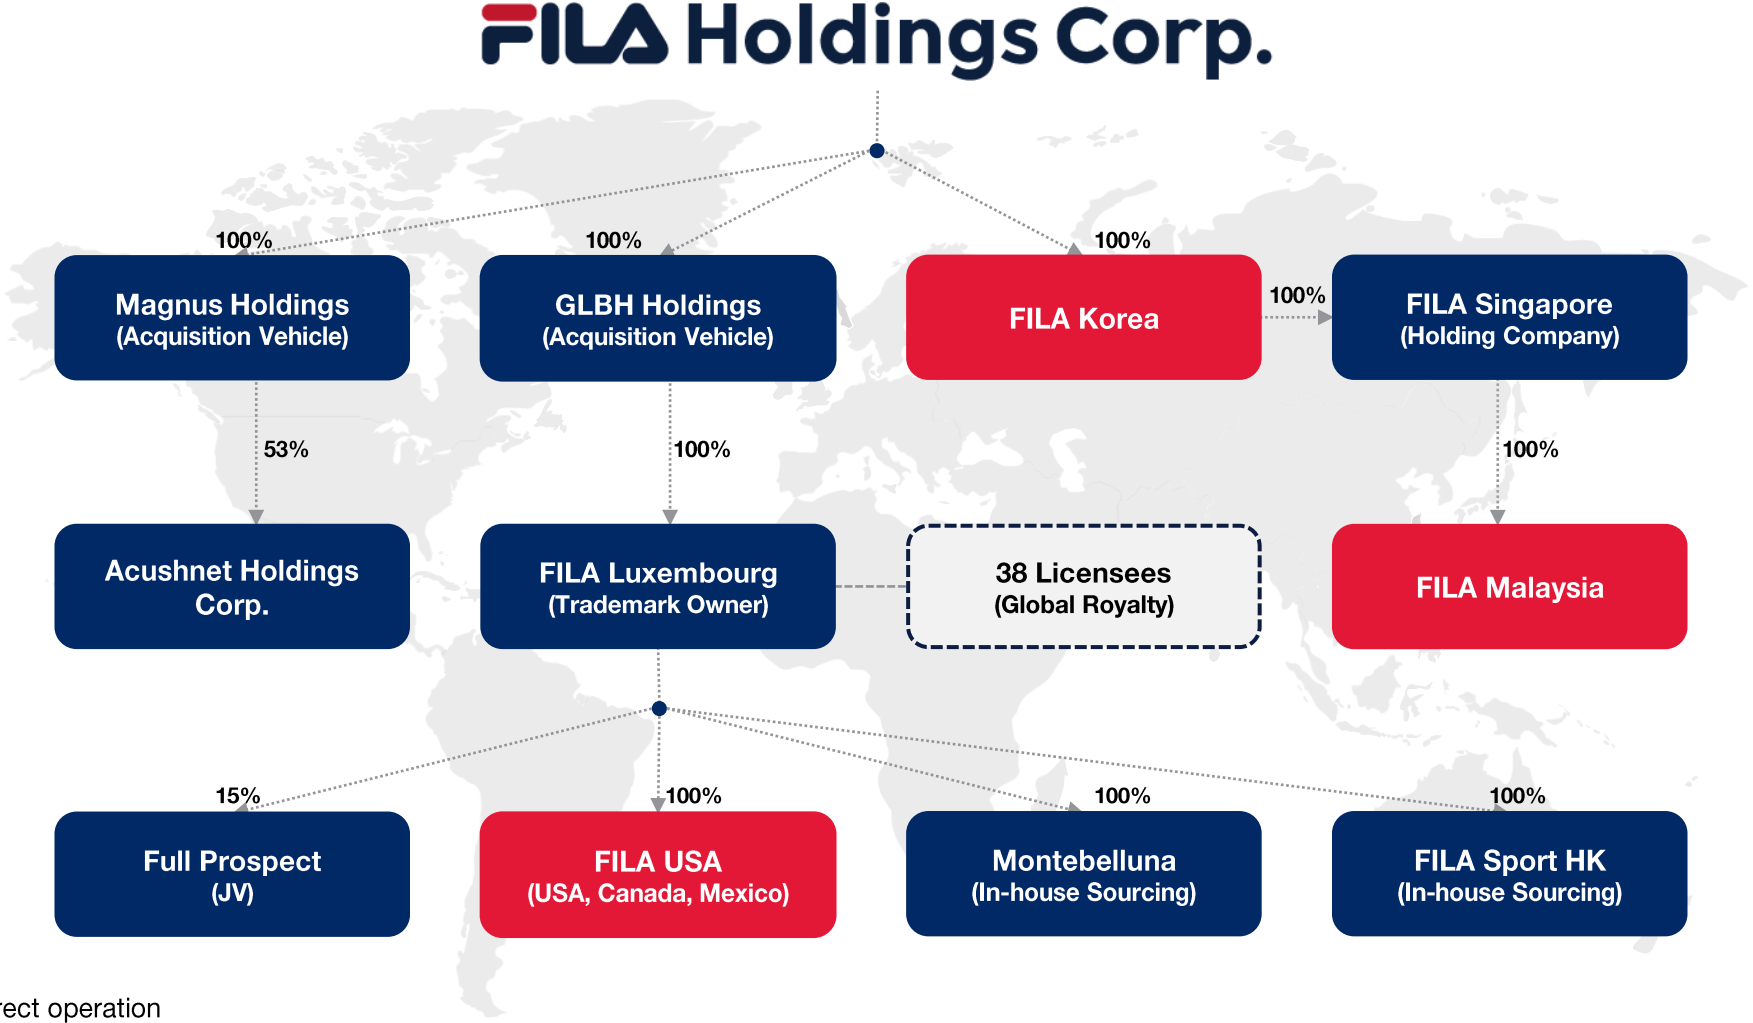 FILA Holdings Corp.
100%
100%
100%
Magnus Holdings
(Acquisition Vehicle)
GLBH Holdings
(Acquisition Vehicle)
FILA Korea
100%
FILA Singapore
(Holding Company)
53%
100%
100%
Acushnet Holdings
Corp.
FILA Luxembourg
(Trademark Owner)
38 Licensees
(Global Royalty)
FILA Malaysia
15%
100%
100%
100%
Full Prospect
(JV)
FILA USA
(USA, Canada, Mexico)
Montebelluna
(In-house Sourcing)
FILA Sport HK
(In-house Sourcing)
rect operation